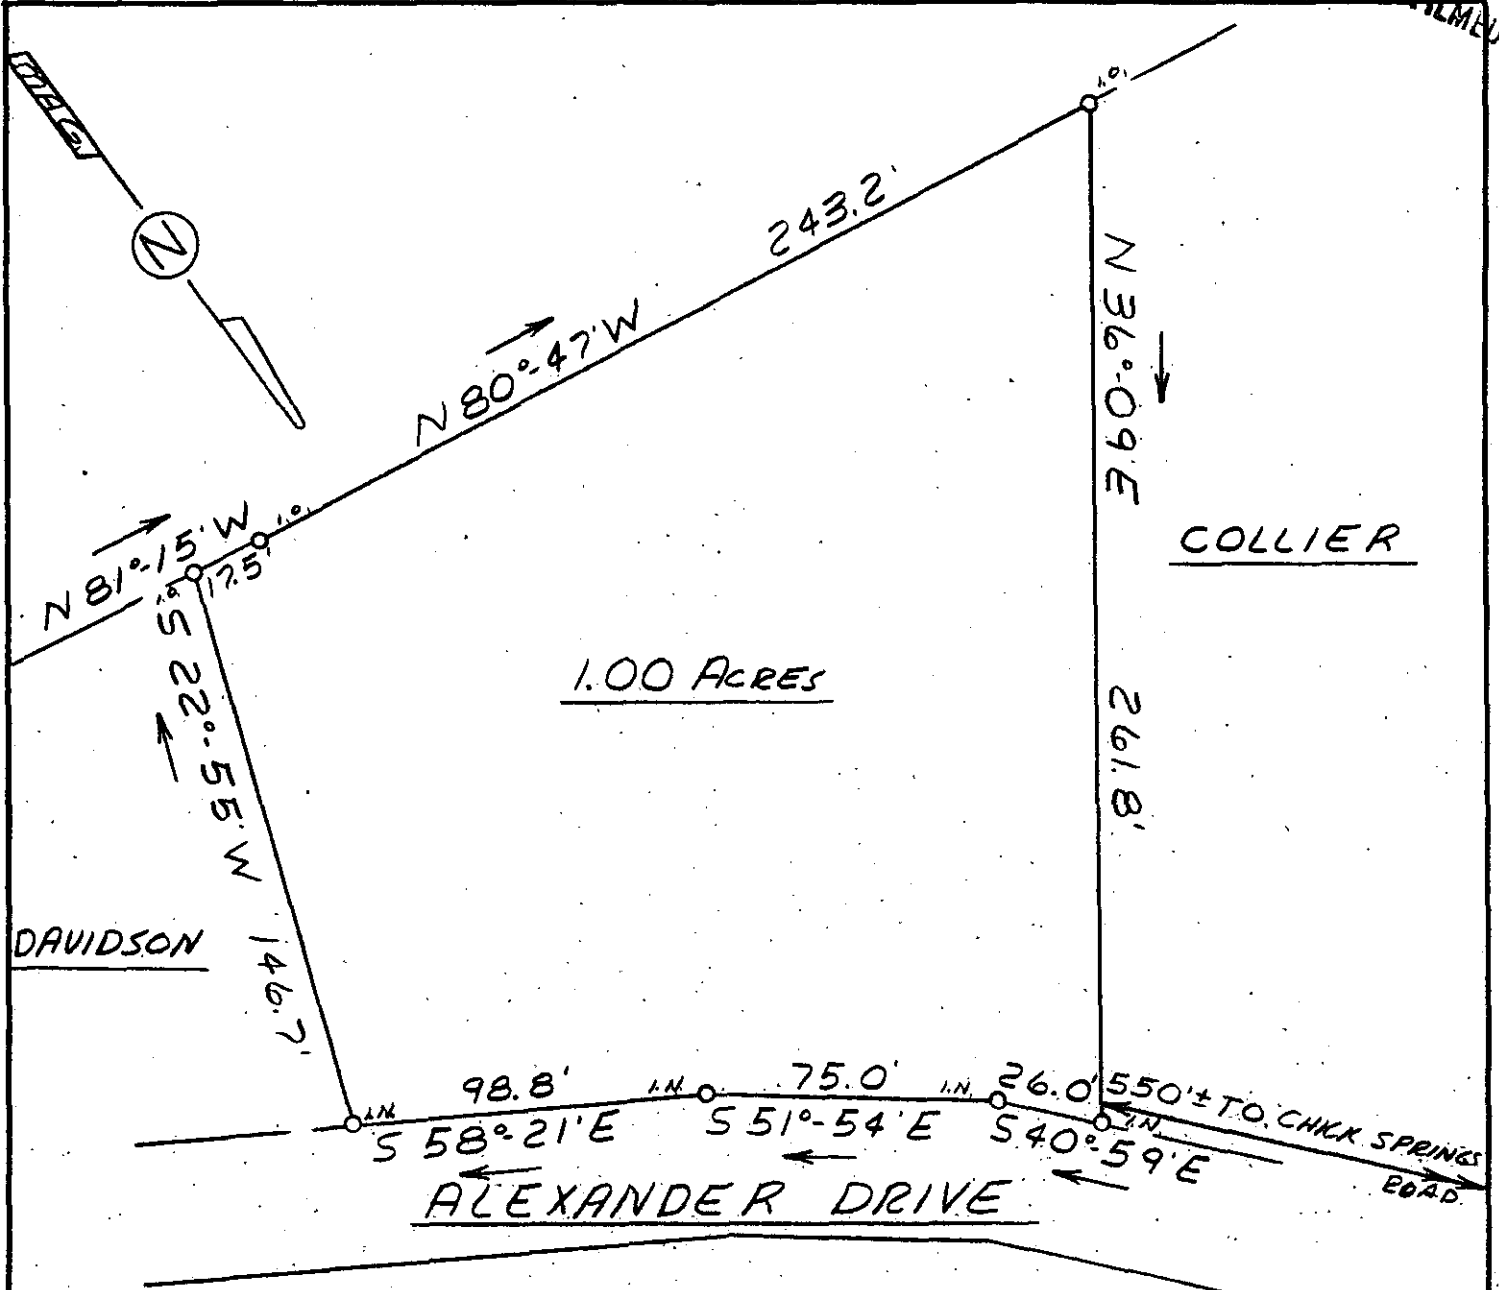 MAG.
N
I.O.
243.2'
N 80°-47' W
N 36°-09' E
261.8'
COLLIER
N 81°-15' W
I.O.
17.5'
I.O.
S 22°-55' W
146.7'
1.00 ACRES
DAVIDSON
98.8'
I.N.
75.0'
I.N.
26.0'
550'± TO CHICK SPRINGS
ROAD
I.N.
I.N.
S 58°-21' E
S 51°-54' E
S 40°-59' E
ALEXANDER DRIVE